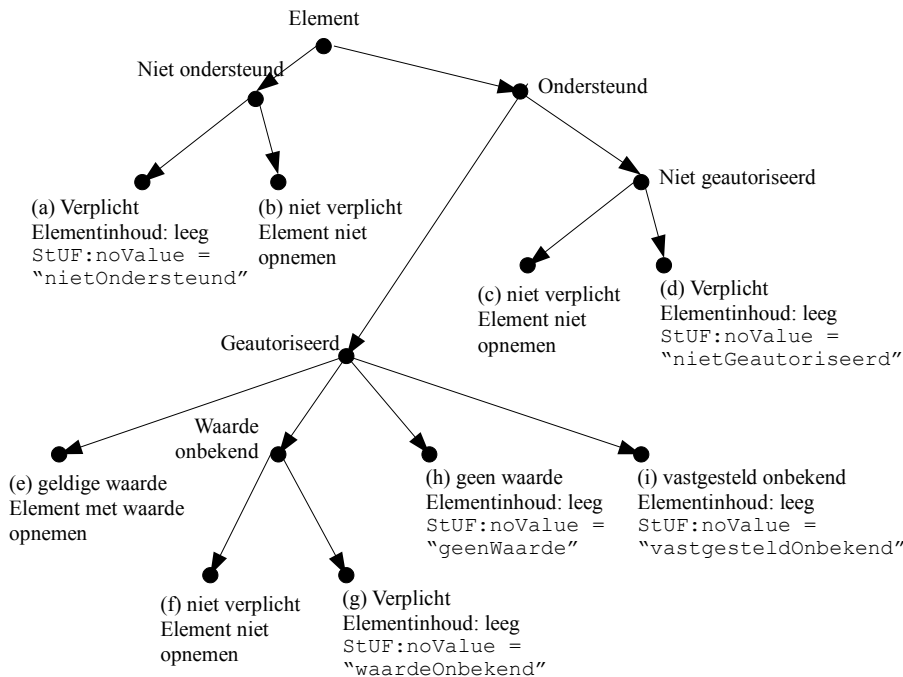 Element
Niet ondersteund
Ondersteund
Niet geautoriseerd
(a) Verplicht
Elementinhoud: leeg
StUF:noValue =
“nietOndersteund”
(b) niet verplicht
Element niet
opnemen
(c) niet verplicht
Element niet
opnemen
(d) Verplicht
Elementinhoud: leeg
StUF:noValue =
“nietGeautoriseerd”
Geautoriseerd
Waarde
onbekend
(e) geldige waarde
Element met waarde
opnemen
(h) geen waarde
Elementinhoud: leeg
StUF:noValue =
“geenWaarde”
(i) vastgesteld onbekend
Elementinhoud: leeg
StUF:noValue =
“vastgesteldOnbekend”
(f) niet verplicht
Element niet
opnemen
(g) Verplicht
Elementinhoud: leeg
StUF:noValue =
“waardeOnbekend”